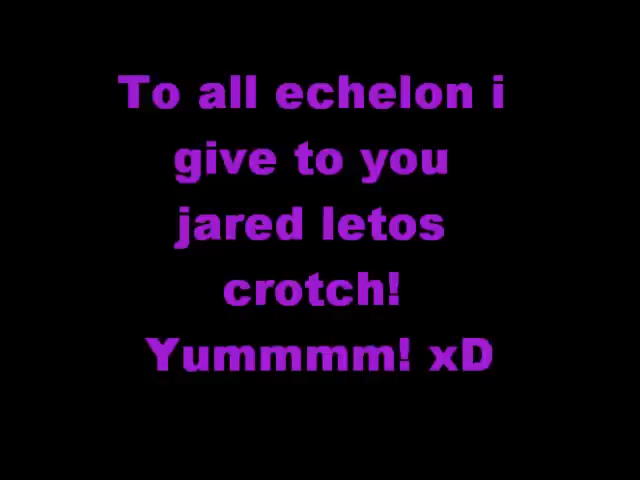 To all echelon i
give to you
jared letos
crotch!
Yummmm! xD